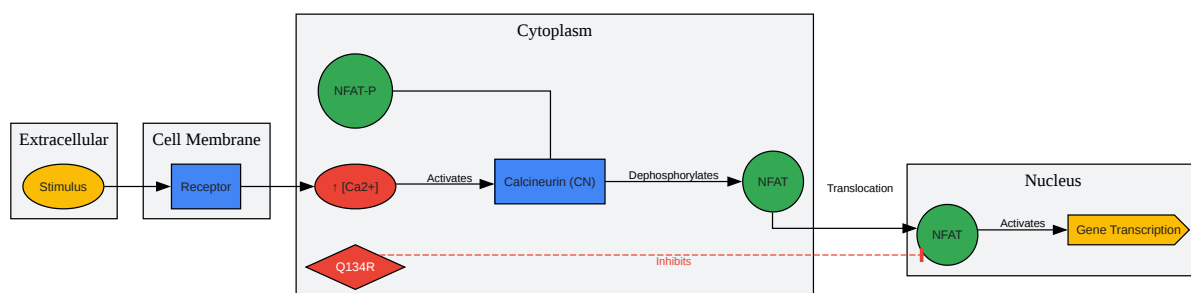 Extracellular
Stimulus
Cell Membrane
Receptor
Cytoplasm
NFAT-P
↑ [Ca2+]
Activates
Calcineurin (CN)
Dephosphorylates
NFAT
Q134R
Inhibits
Translocation
Nucleus
NFAT
Activates
Gene Transcription